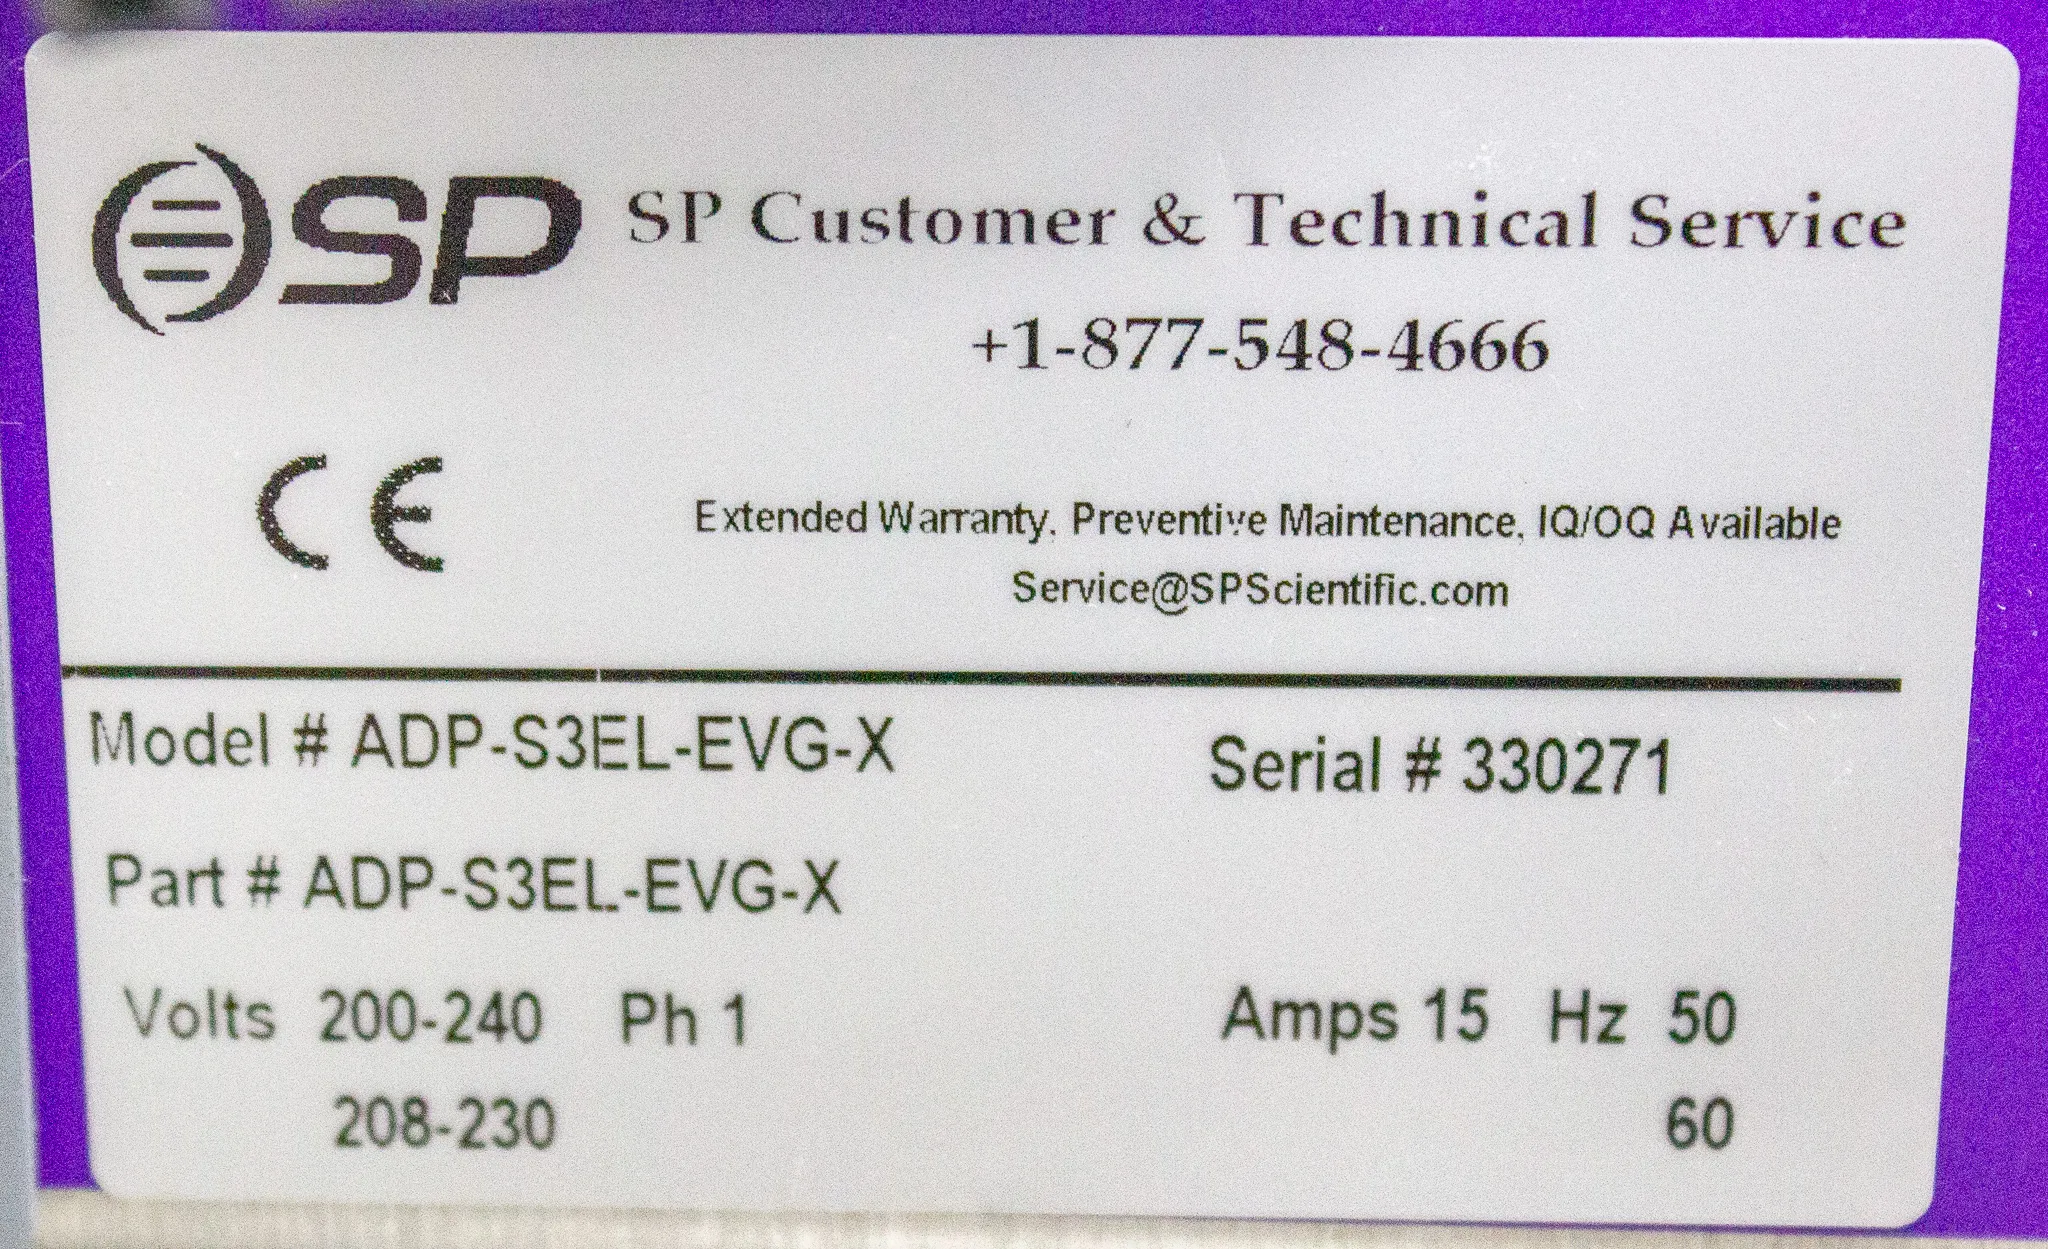 SP SP Customer & Technical Service
+1-877-548-4666
CE
Extended Warranty, Preventive Maintenance, IQ/OQ Available
Service@SPScientific.com
Model # ADP-S3EL-EVG-X Serial # 330271
Part # ADP-S3EL-EVG-X
Volts 200-240 Ph 1 Amps 15 Hz 50
208-230 60